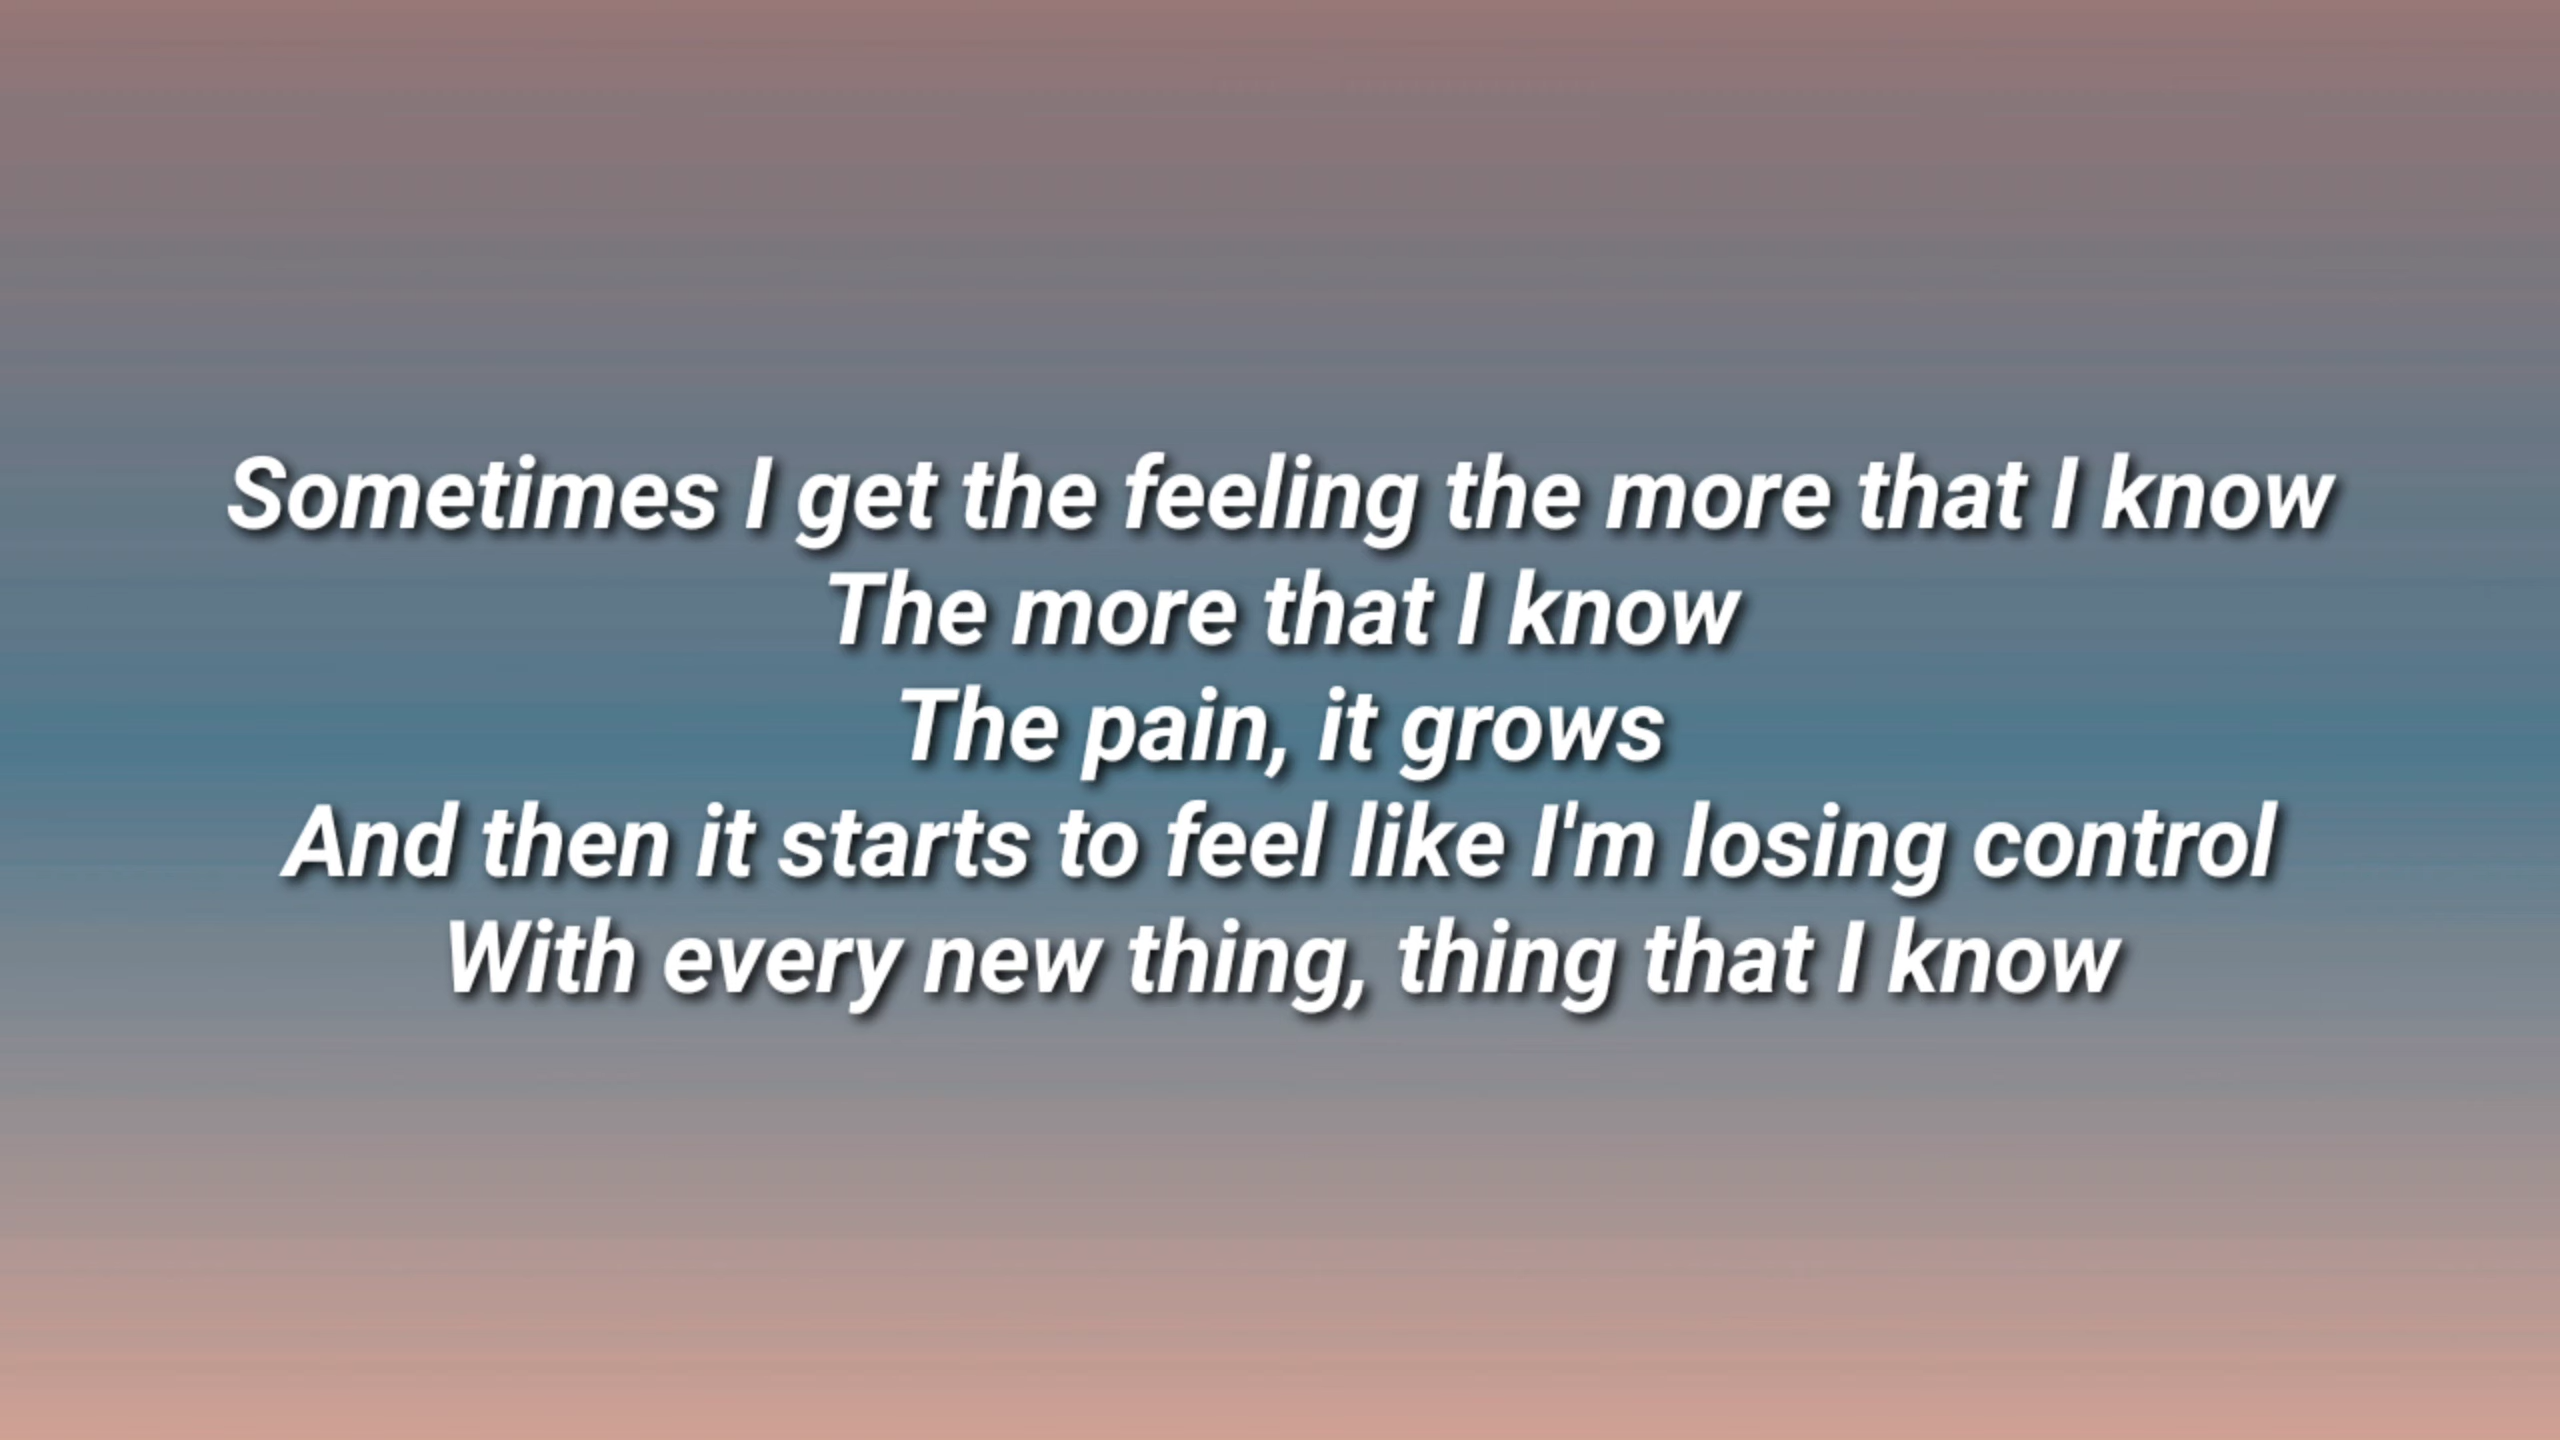 Sometimes I get the feeling the more that I know
The more that I know
The pain, it grows
And then it starts to feel like I'm losing control
With every new thing, thing that I know